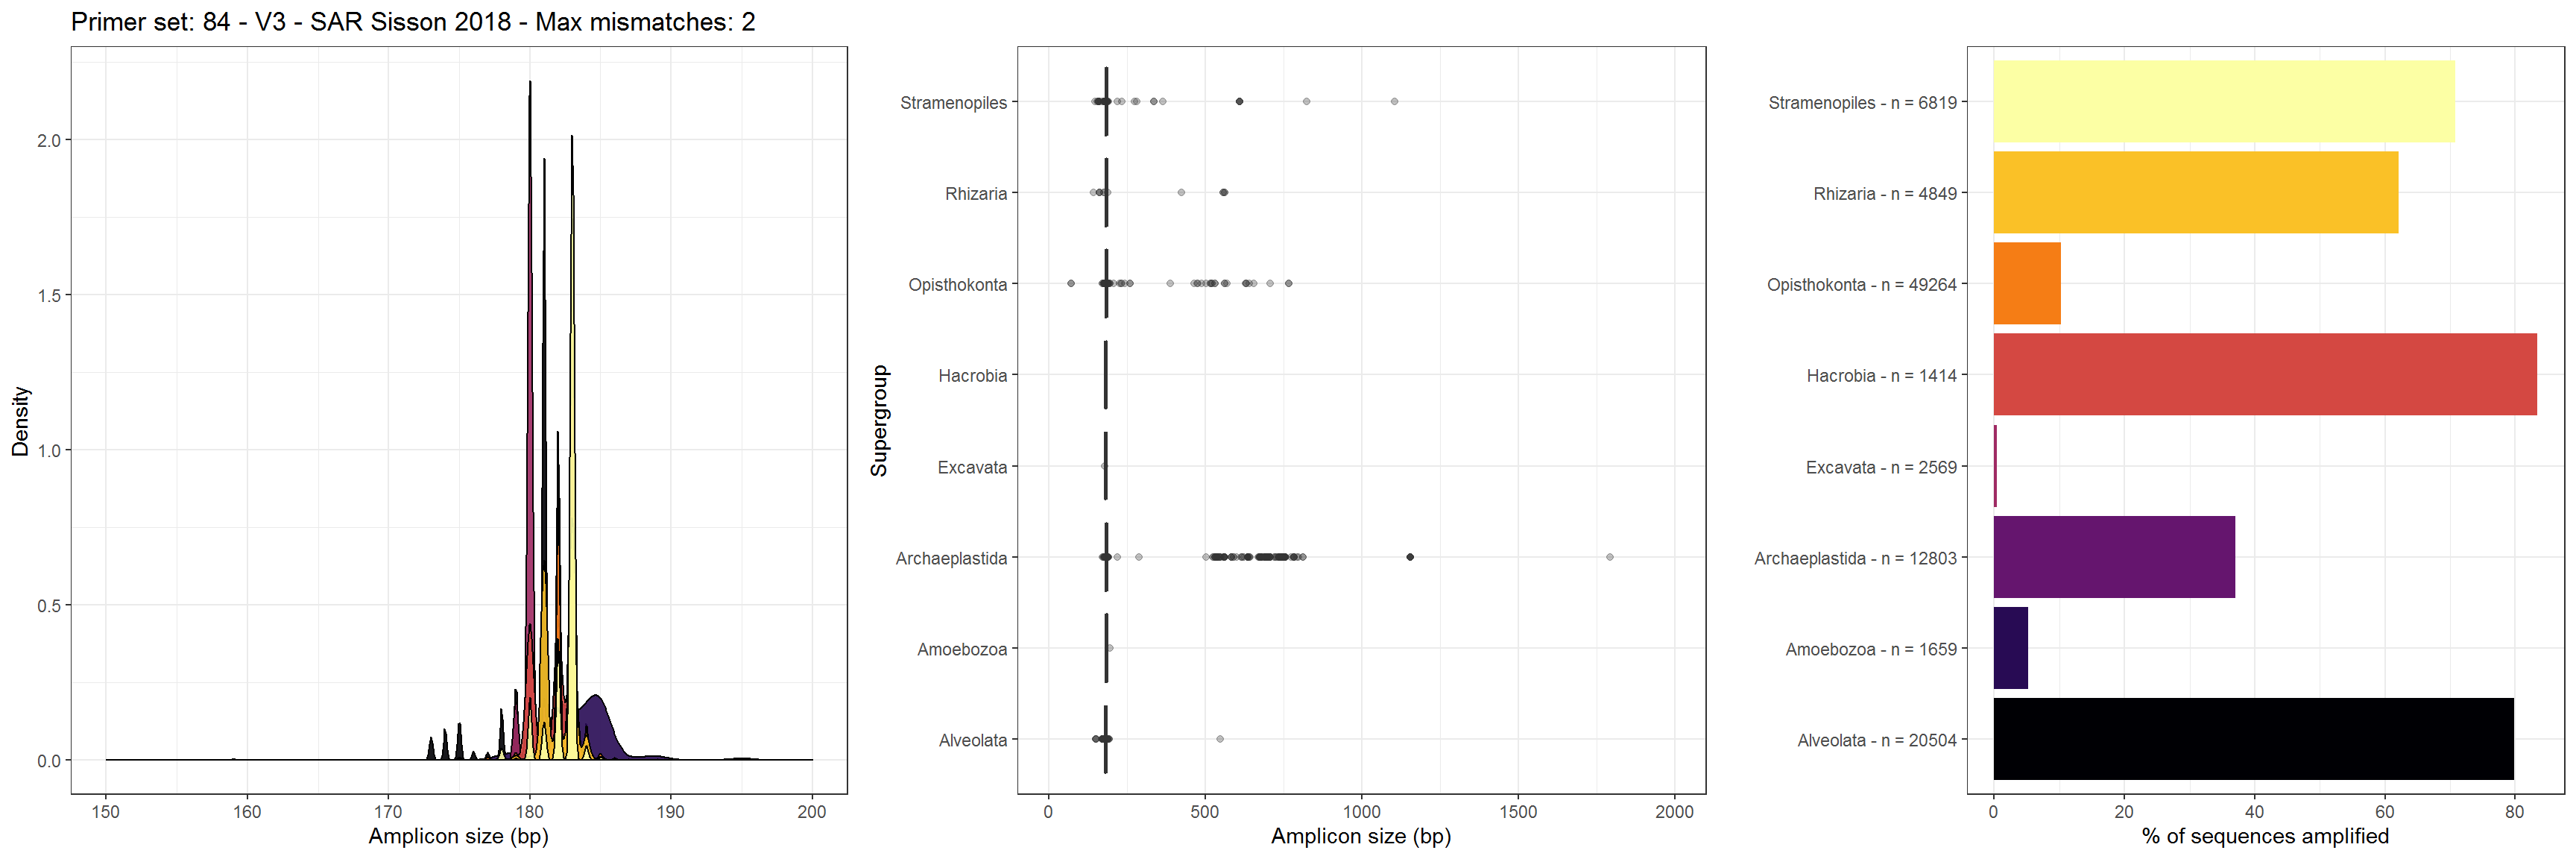 Primer set: 84 - V3 - SAR Sisson 2018 - Max mismatches: 2
Density
2.0
1.5
1.0
0.5
0.0
150
160
170
180
190
200
Amplicon size (bp)
Supergroup
Stramenopiles
Rhizaria
Opisthokonta
Hacrobia
Excavata
Archaeplastida
Amoebozoa
Alveolata
0
500
1000
1500
2000
Amplicon size (bp)
Stramenopiles - n = 6819
Rhizaria - n = 4849
Opisthokonta - n = 49264
Hacrobia - n = 1414
Excavata - n = 2569
Archaeplastida - n = 12803
Amoebozoa - n = 1659
Alveolata - n = 20504
0
20
40
60
80
% of sequences amplified